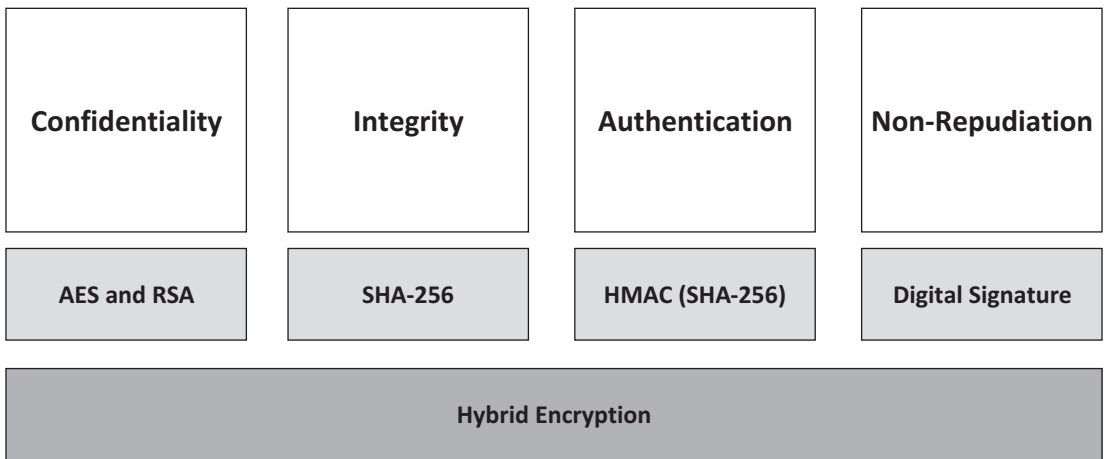 Confidentiality
Integrity
Authentication
Non-Repudiation
AES and RSA
SHA-256
HMAC (SHA-256)
Digital Signature
Hybrid Encryption